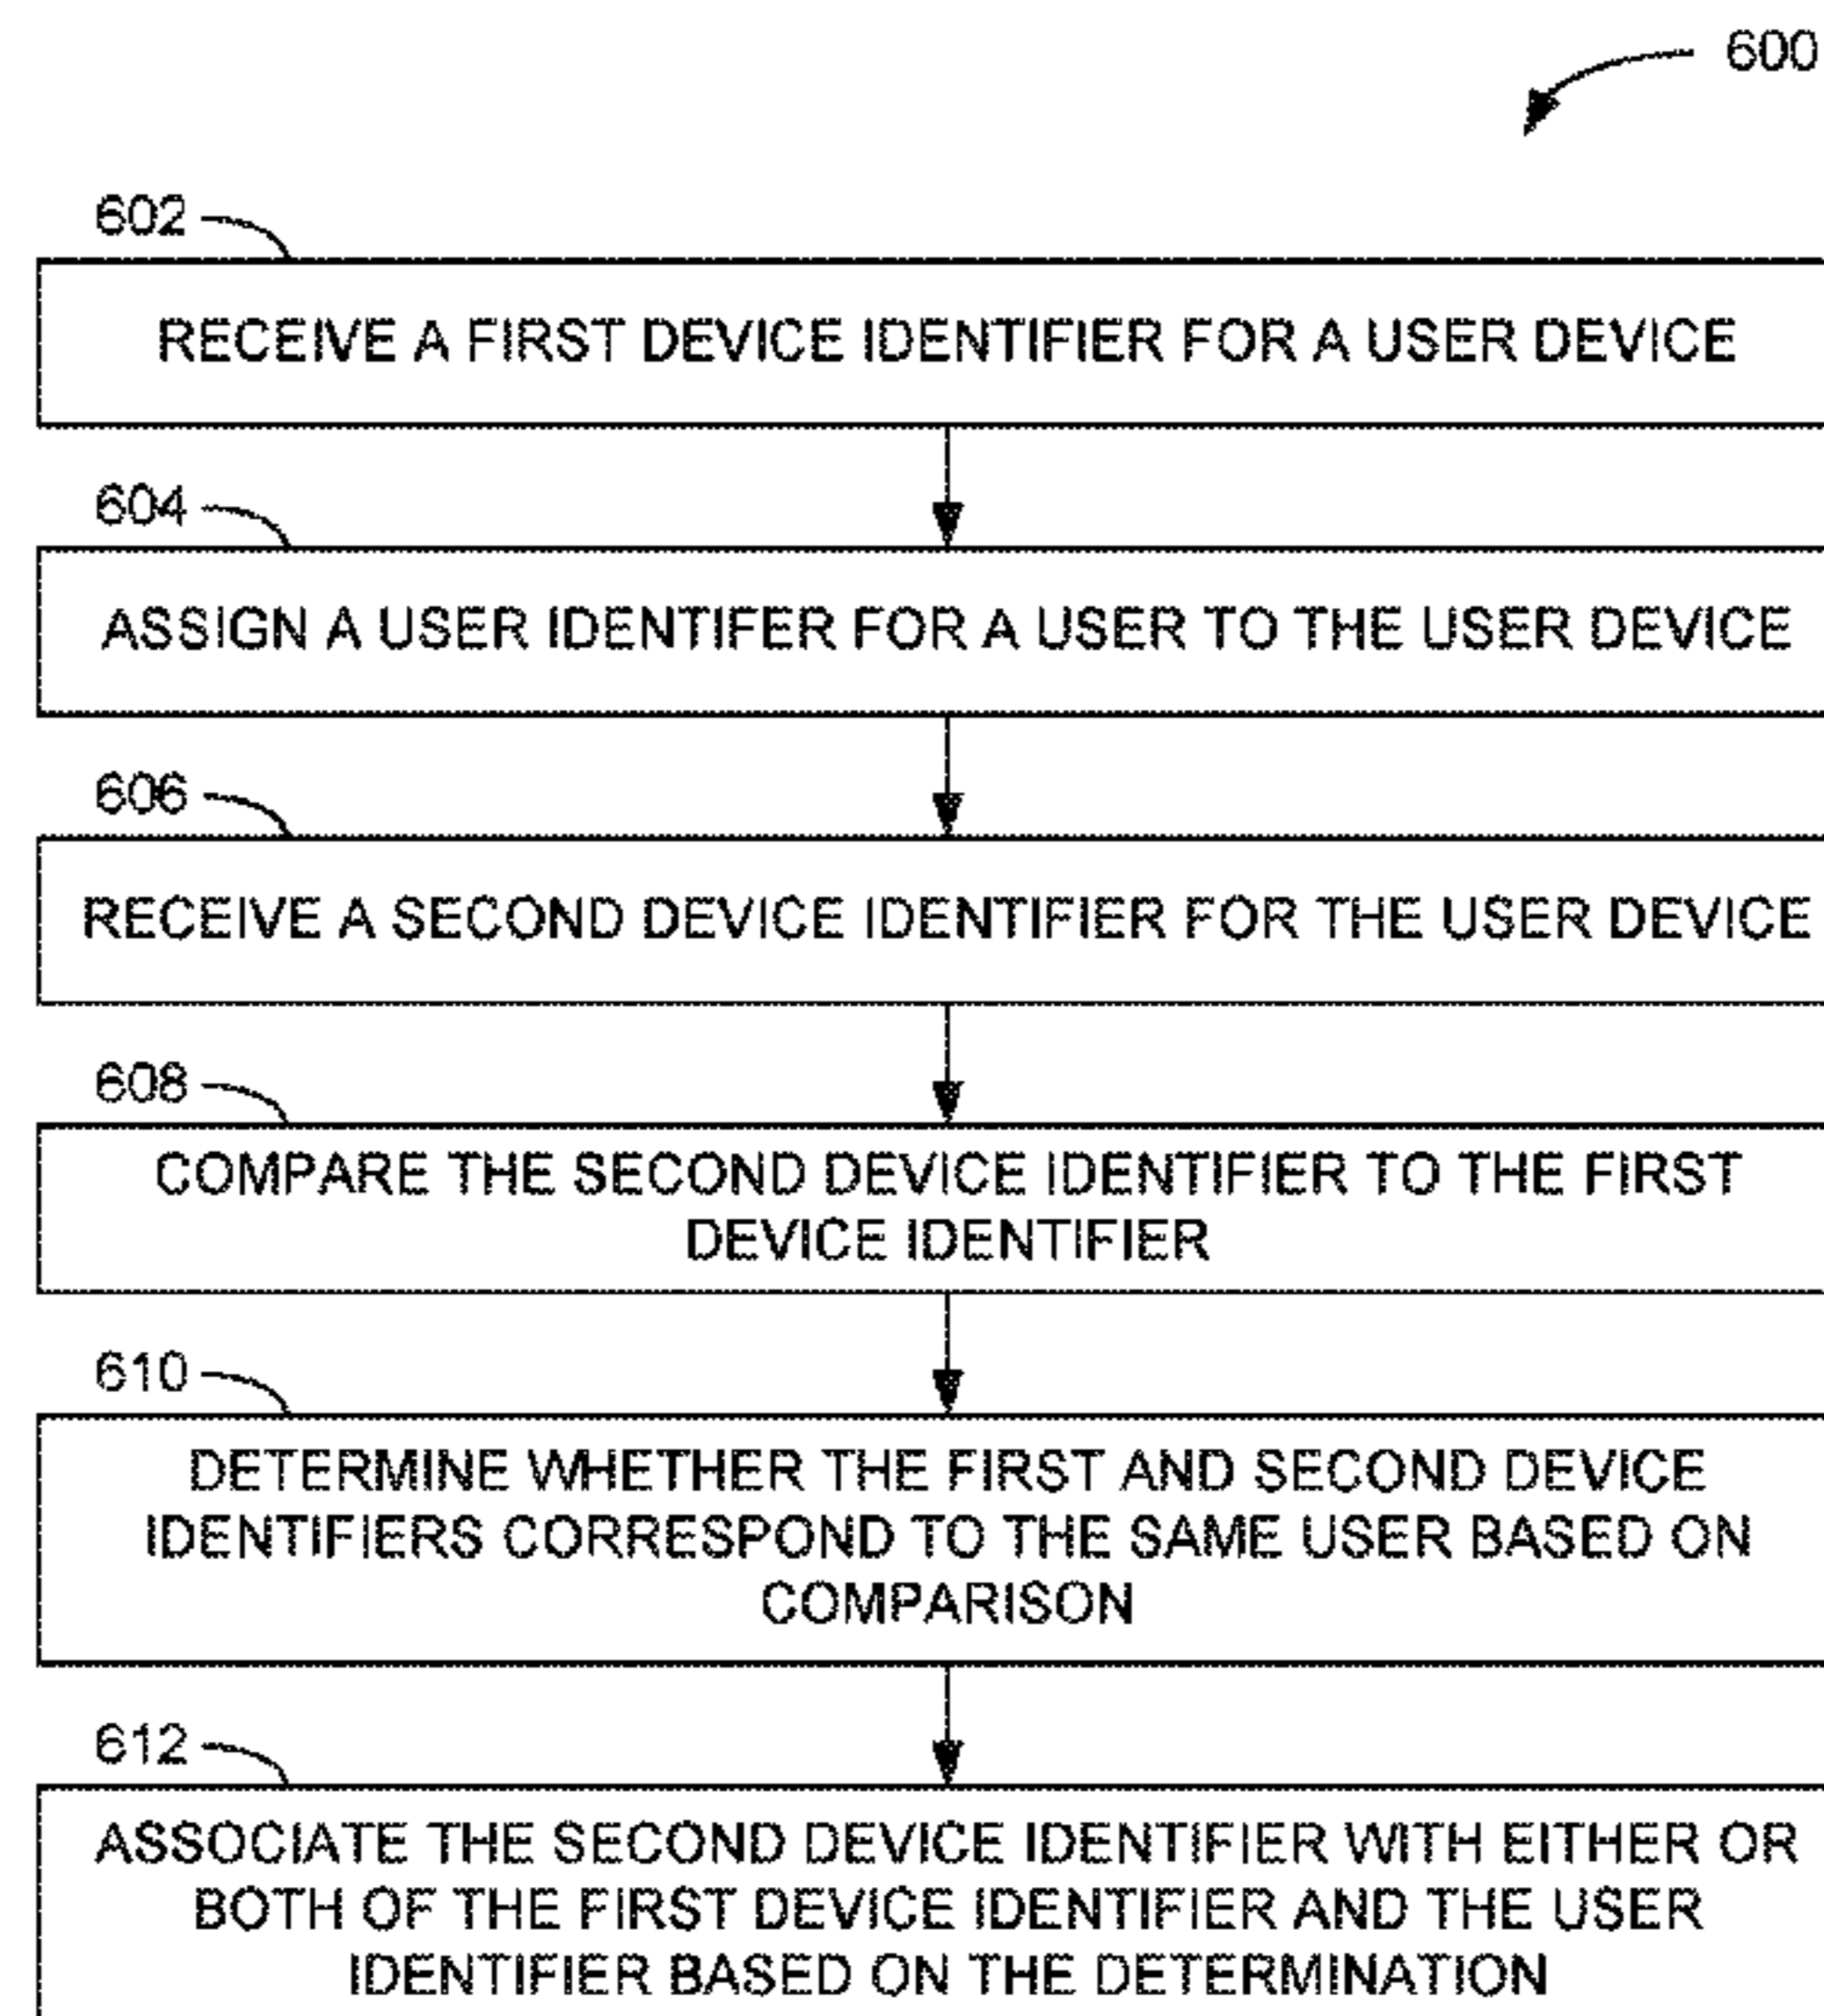 600
602
RECEIVE A FIRST DEVICE IDENTIFIER FOR A USER DEVICE
604
ASSIGN A USER IDENTIFER FOR A USER TO THE USER DEVICE
606
RECEIVE A SECOND DEVICE IDENTIFIER FOR THE USER DEVICE
608
COMPARE THE SECOND DEVICE IDENTIFIER TO THE FIRST
DEVICE IDENTIFIER
610
DETERMINE WHETHER THE FIRST AND SECOND DEVICE
IDENTIFIERS CORRESPOND TO THE SAME USER BASED ON
COMPARISON
612
ASSOCIATE THE SECOND DEVICE IDENTIFIER WITH EITHER OR
BOTH OF THE FIRST DEVICE IDENTIFIER AND THE USER
IDENTIFIER BASED ON THE DETERMINATION